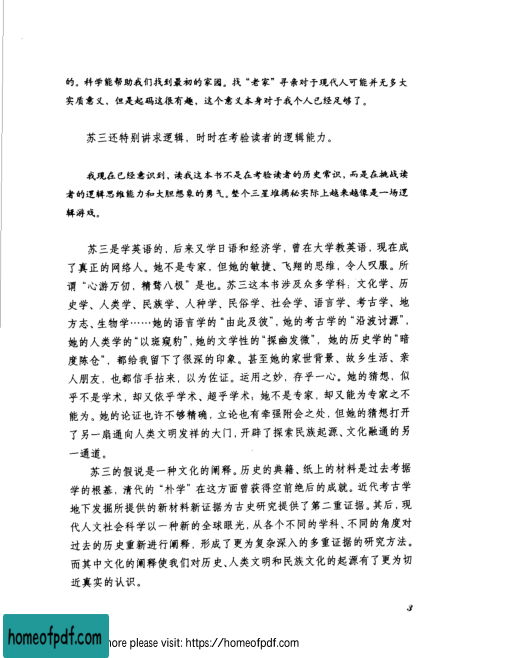 的。科学能帮助我们找到最初的家园。找“老家”寻亲对于现代人可能并无多大
实质意义，但是起码这很有趣，这个意义本身对于我个人已经足够了。
苏三还特别讲求逻辑，时时在考验读者的逻辑能力。
我现在已经意识到，读我这本书不是在考验读者的历史常识，而是在挑战读
者的逻辑思维能力和大胆想象的勇气。整个三星堆揭秘实际上越来越像是一场逻
辑游戏。
苏三是学英语的，后来又学日语和经济学，曾在大学教英语，现在成
了真正的网络人。她不是专家，但她的敏捷、飞翔的思维，令人叹服。所
谓“心游万仞，精骛八极”是也。苏三这本书涉及众多学科：文化学、历
史学、人类学、民族学、人种学、民俗学、社会学、语言学、考古学、地
方志、生物学……她的语言学的“由此及彼”，她的考古学的“沿波讨源”，
她的人类学的“以斑窥豹”，她的文学性的“探幽发微”，她的历史学的“暗
度陈仓”，都给我留下了很深的印象。甚至她的家世背景、故乡生活、亲
人朋友，也都信手拈来，以为佐证。运用之妙，存乎一心。她的猜想，似
乎不是学术，却又依乎学术、超乎学术；她不是专家，却又能为专家之不
能为。她的论证也许不够精确，立论也有牵强附会之处，但她的猜想打开
了另一扇通向人类文明发祥的大门，开辟了探索民族起源、文化融通的另
一通道。
苏三的假说是一种文化的阐释。历史的典籍、纸上的材料是过去考据
学的根基，清代的“朴学”在这方面曾获得空前绝后的成就。近代考古学
地下发掘所提供的新材料新证据为古史研究提供了第二重证据。其后，现
代人文社会科学以一种新的全球眼光，从各个不同的学科、不同的角度对
过去的历史重新进行阐释，形成了更为复杂深入的多重证据的研究方法。
而其中文化的阐释使我们对历史、人类文明和民族文化的起源有了更为切
近真实的认识。
3
homeofpdf.com
more please visit: https://homeofpdf.com